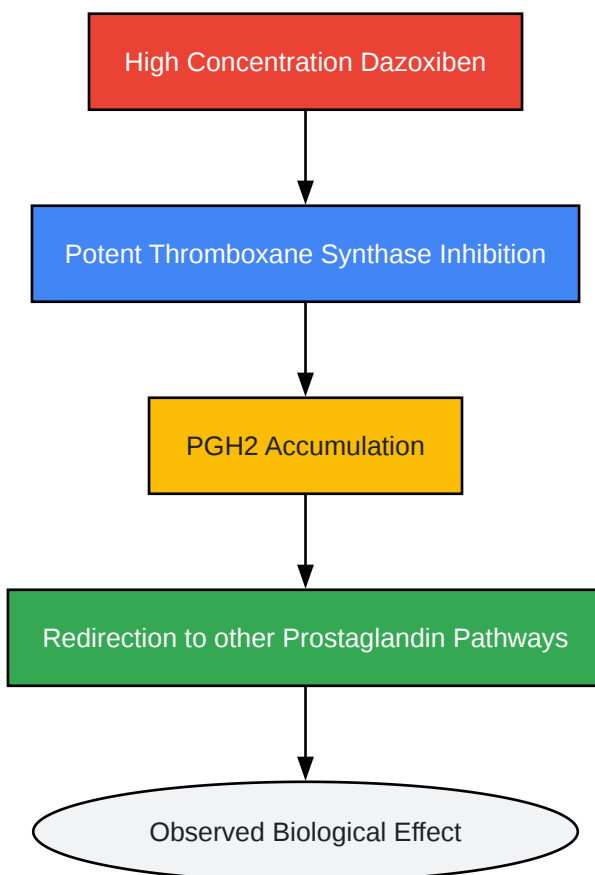 High Concentration Dazoxiben
Potent Thromboxane Synthase Inhibition
PGH2 Accumulation
Redirection to other Prostaglandin Pathways
Observed Biological Effect